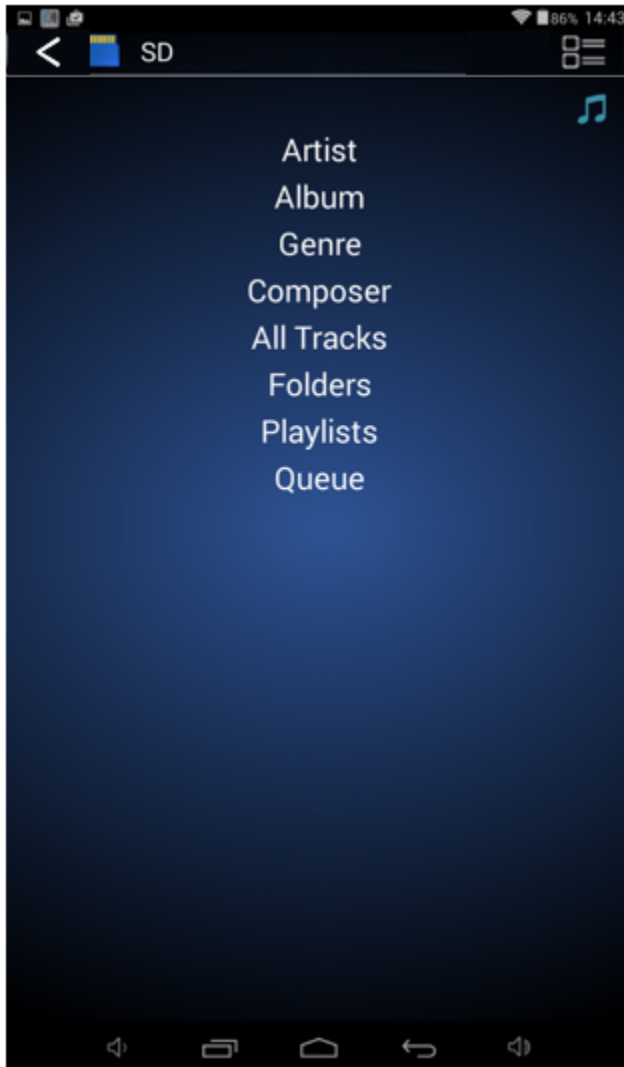 86% 14:43
SD
Artist
Album
Genre
Composer
All Tracks
Folders
Playlists
Queue